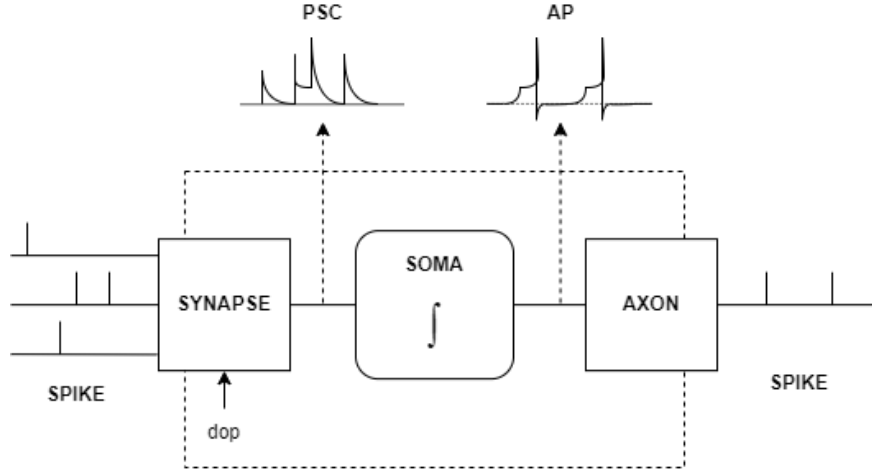 PSC
AP
SOMA
∫
SYNAPSE
AXON
SPIKE
dop
SPIKE